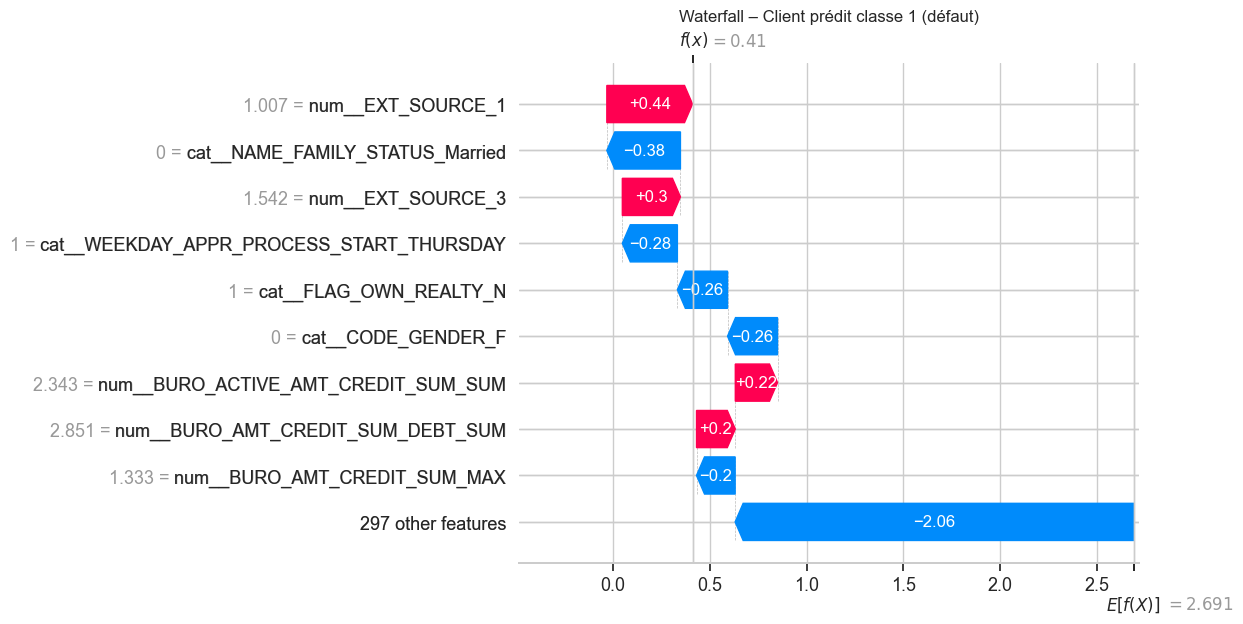 Waterfall – Client prédit classe 1 (défaut)
f(x) = 0.41
1.007 = num__EXT_SOURCE_1 +0.44
0 = cat__NAME_FAMILY_STATUS_Married −0.38
1.542 = num__EXT_SOURCE_3 +0.3
1 = cat__WEEKDAY_APPR_PROCESS_START_THURSDAY −0.28
1 = cat__FLAG_OWN_REALTY_N −0.26
0 = cat__CODE_GENDER_F −0.26
2.343 = num__BURO_ACTIVE_AMT_CREDIT_SUM_SUM +0.22
2.851 = num__BURO_AMT_CREDIT_SUM_DEBT_SUM +0.2
1.333 = num__BURO_AMT_CREDIT_SUM_MAX −0.2
297 other features −2.06
0.0 0.5 1.0 1.5 2.0 2.5
E[f(X)] = 2.691